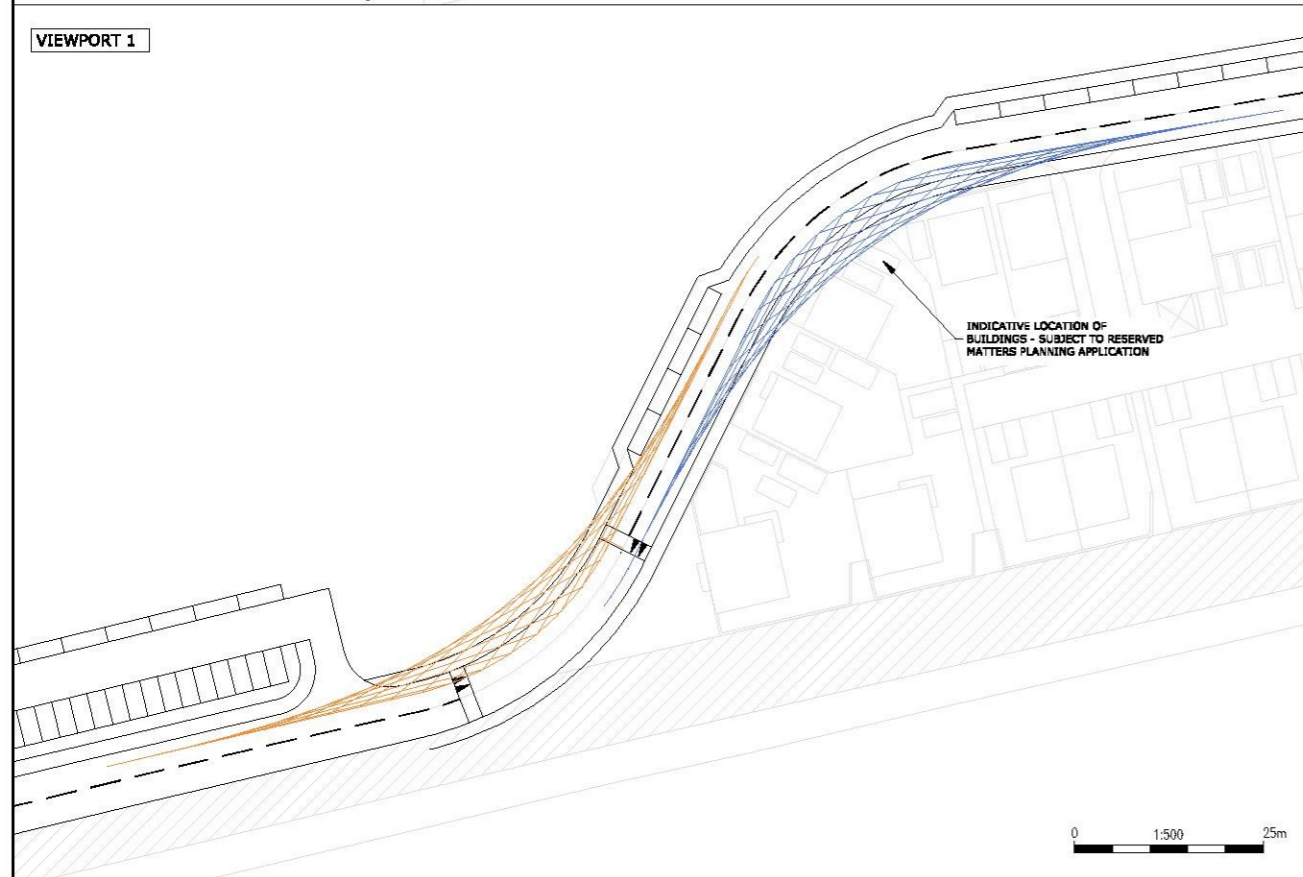 VIEWPORT 1
INDICATIVE LOCATION OF
BUILDINGS - SUBJECT TO RESERVED
MATTERS PLANNING APPLICATION
0 1:500 25m